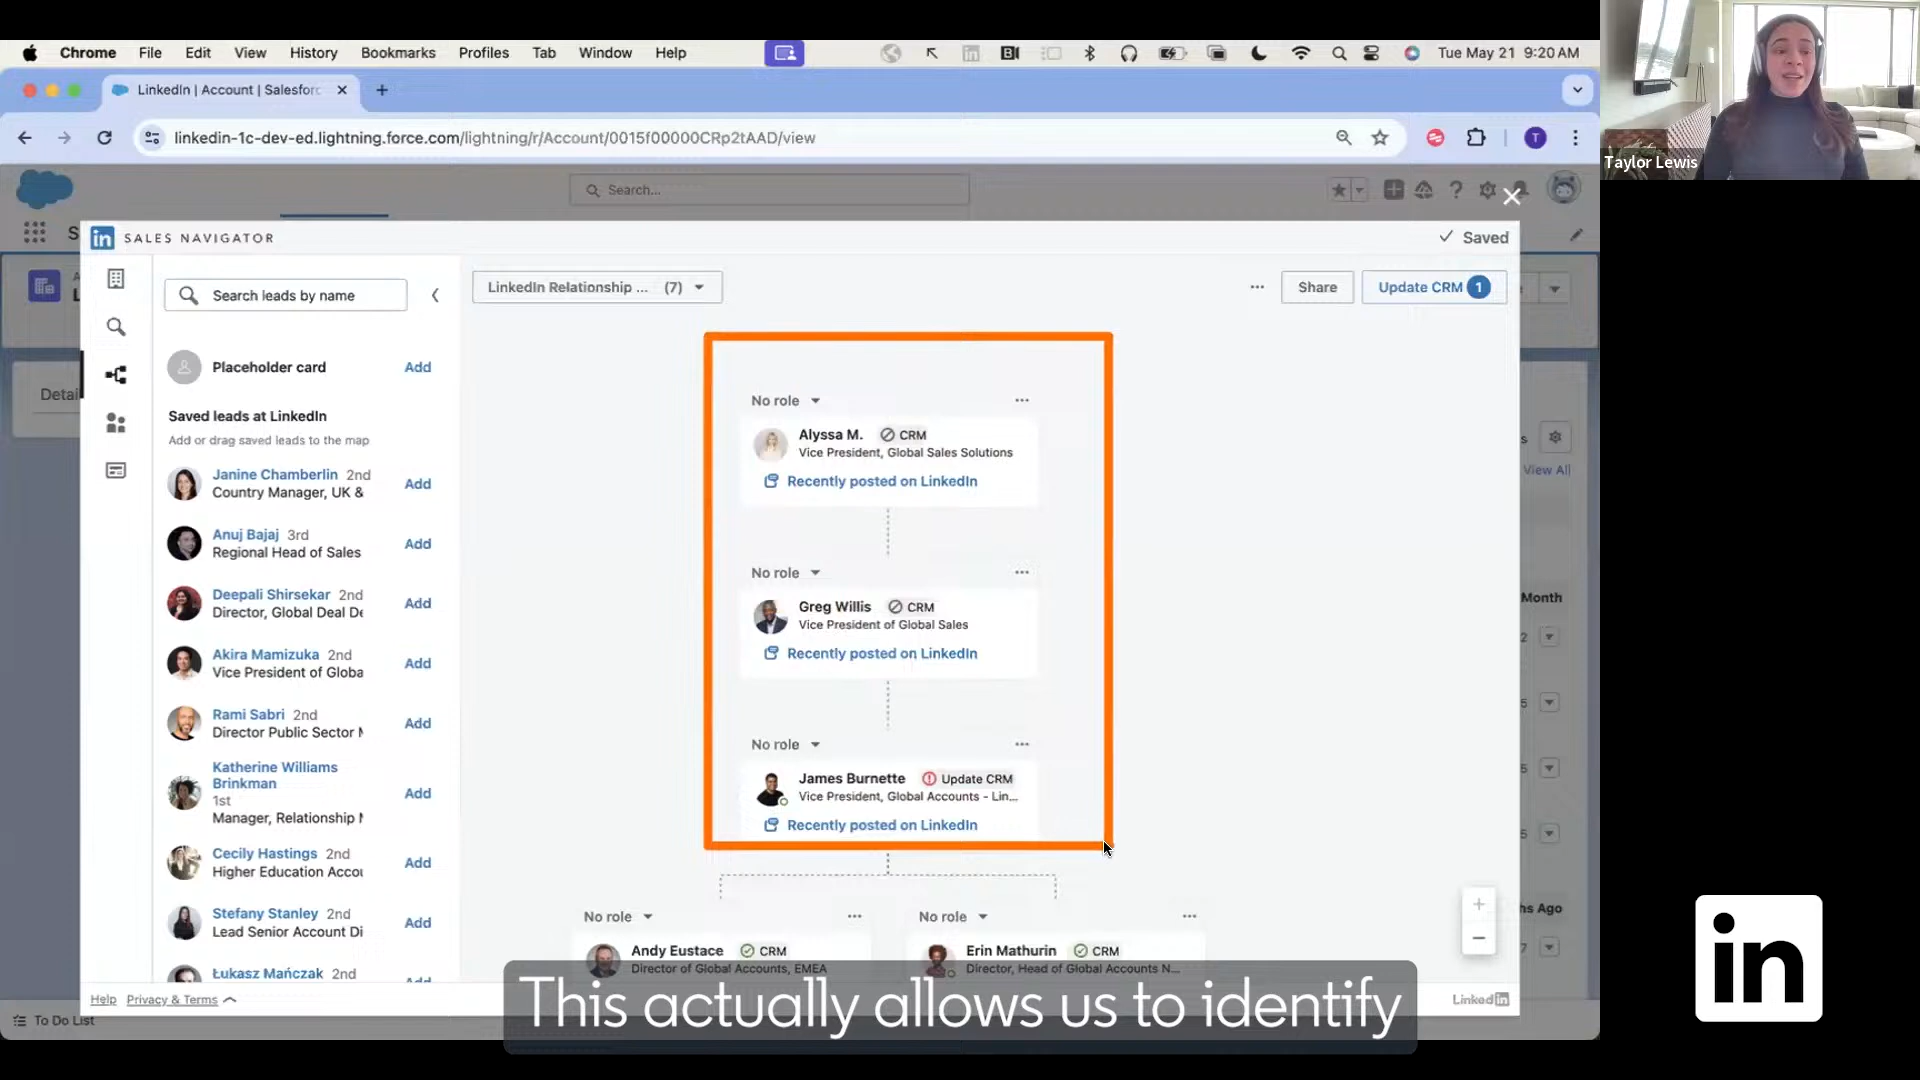 Chrome File Edit View History Bookmarks Profiles Tab Window Help Tue May 21 9:20 AM
LinkedIn | Account | Salesforc
linkedin-1c-dev-ed.lightning.force.com/lightning/r/Account/0015f00000CRp2tAAD/view
T
Taylor Lewis
Search...
S
in SALES NAVIGATOR
Saved
Search leads by name
LinkedIn Relationship ... (7)
Share
Update CRM 1
Placeholder card
Add
Detai
Saved leads at LinkedIn
Add or drag saved leads to the map
Janine Chamberlin 2nd
Country Manager, UK &
Add
Anuj Bajaj 3rd
Regional Head of Sales
Add
Deepali Shirsekar 2nd
Director, Global Deal De
Add
Akira Mamizuka 2nd
Vice President of Globa
Add
Rami Sabri 2nd
Director Public Sector
Add
Katherine Williams
Brinkman
1st
Manager, Relationship
Add
Cecily Hastings 2nd
Higher Education Accou
Add
Stefany Stanley 2nd
Lead Senior Account Di
Add
Łukasz Mańczak 2nd
Add
Help Privacy & Terms
To Do List
No role
Alyssa M. CRM
Vice President, Global Sales Solutions
Recently posted on LinkedIn
No role
Greg Willis CRM
Vice President of Global Sales
Recently posted on LinkedIn
No role
James Burnette Update CRM
Vice President, Global Accounts - Lin...
Recently posted on LinkedIn
No role
Andy Eustace CRM
Director of Global Accounts, EMEA
No role
Erin Mathurin CRM
Director, Head of Global Accounts N...
View All
Month
2
5
5
5
hs Ago
7
LinkedIn
This actually allows us to identify
in